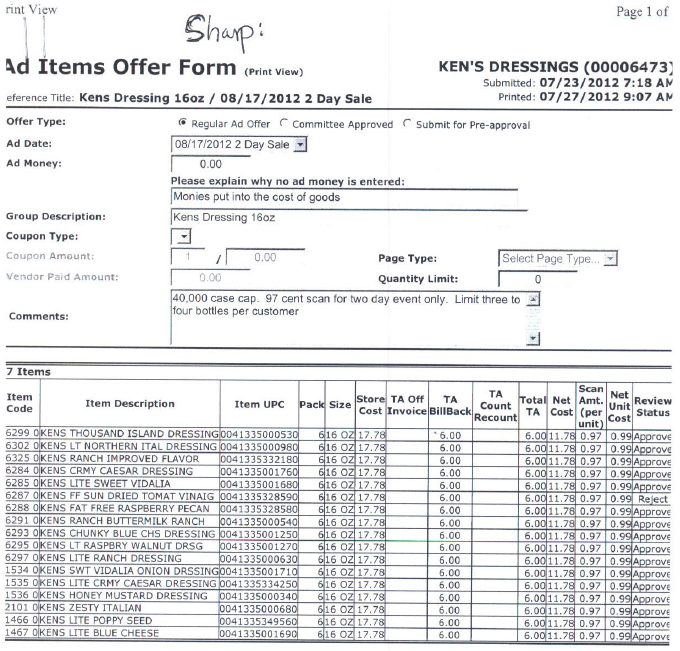 rint View
Page 1 of
Sharp:
Ad Items Offer Form (Print View)
KEN'S DRESSINGS (00006473)
Submitted: 07/23/2012 7:18 AM
Printed: 07/27/2012 9:07 AM
eference Title: Kens Dressing 16oz / 08/17/2012 2 Day Sale
Offer Type: Regular Ad Offer Committee Approved Submit for Pre-approval
Ad Date: 08/17/2012 2 Day Sale
Ad Money: 0.00
Please explain why no ad money is entered:
Monies put into the cost of goods
Group Description: Kens Dressing 16oz
Coupon Type:
Coupon Amount: 1 / 0.00 Page Type: Select Page Type...
Vendor Paid Amount: 0.00 Quantity Limit: 0
Comments: 40,000 case cap. 97 cent scan for two day event only. Limit three to
four bottles per customer
7 Items
Item Code Item Description Item UPC Pack Size Store Cost TA Off Invoice TA BillBack TA Count Recount Total TA Net Cost Scan Amt. (per unit) Net Unit Cost Review Status
6299 0 KENS THOUSAND ISLAND DRESSING 0041335000530 6 16 OZ 17.78 6.00 6.00 11.78 0.97 0.99 Approve
6302 0 KENS LT NORTHERN ITAL DRESSING 0041335000980 6 16 OZ 17.78 6.00 6.00 11.78 0.97 0.99 Approve
6325 0 KENS RANCH IMPROVED FLAVOR 0041335332180 6 16 OZ 17.78 6.00 6.00 11.78 0.97 0.99 Approve
6284 0 KENS CRMY CAESAR DRESSING 0041335001760 6 16 OZ 17.78 6.00 6.00 11.78 0.97 0.99 Approve
6285 0 KENS LITE SWEET VIDALIA 0041335001680 6 16 OZ 17.78 6.00 6.00 11.78 0.97 0.99 Approve
6287 0 KENS FF SUN DRIED TOMAT VINAIG 0041335328590 6 16 OZ 17.78 6.00 6.00 11.78 0.97 0.99 Reject
6288 0 KENS FAT FREE RASPBERRY PECAN 0041335328580 6 16 OZ 17.78 6.00 6.00 11.78 0.97 0.99 Approve
6291 0 KENS RANCH BUTTERMILK RANCH 0041335000540 6 16 OZ 17.78 6.00 6.00 11.78 0.97 0.99 Approve
6293 0 KENS CHUNKY BLUE CHS DRESSING 0041335001250 6 16 OZ 17.78 6.00 6.00 11.78 0.97 0.99 Approve
6295 0 KENS LT RASPBRY WALNUT DRSG 0041335001270 6 16 OZ 17.78 6.00 6.00 11.78 0.97 0.99 Approve
6297 0 KENS LITE RANCH DRESSING 0041335000630 6 16 OZ 17.78 6.00 6.00 11.78 0.97 0.99 Approve
1534 0 KENS SWT VIDALIA ONION DRSSING 0041335001710 6 16 OZ 17.78 6.00 6.00 11.78 0.97 0.99 Approve
1535 0 KENS LITE CRMY CAESAR DRESSING 0041335334250 6 16 OZ 17.78 6.00 6.00 11.78 0.97 0.99 Approve
1536 0 KENS HONEY MUSTARD DRESSING 0041335000340 6 16 OZ 17.78 6.00 6.00 11.78 0.97 0.99 Approve
2101 0 KENS ZESTY ITALIAN 0041335000680 6 16 OZ 17.78 6.00 6.00 11.78 0.97 0.99 Approve
1466 0 KENS LITE POPPY SEED 0041335349560 6 16 OZ 17.78 6.00 6.00 11.78 0.97 0.99 Approve
1467 0 KENS LITE BLUE CHEESE 0041335001690 6 16 OZ 17.78 6.00 6.00 11.78 0.97 0.99 Approve